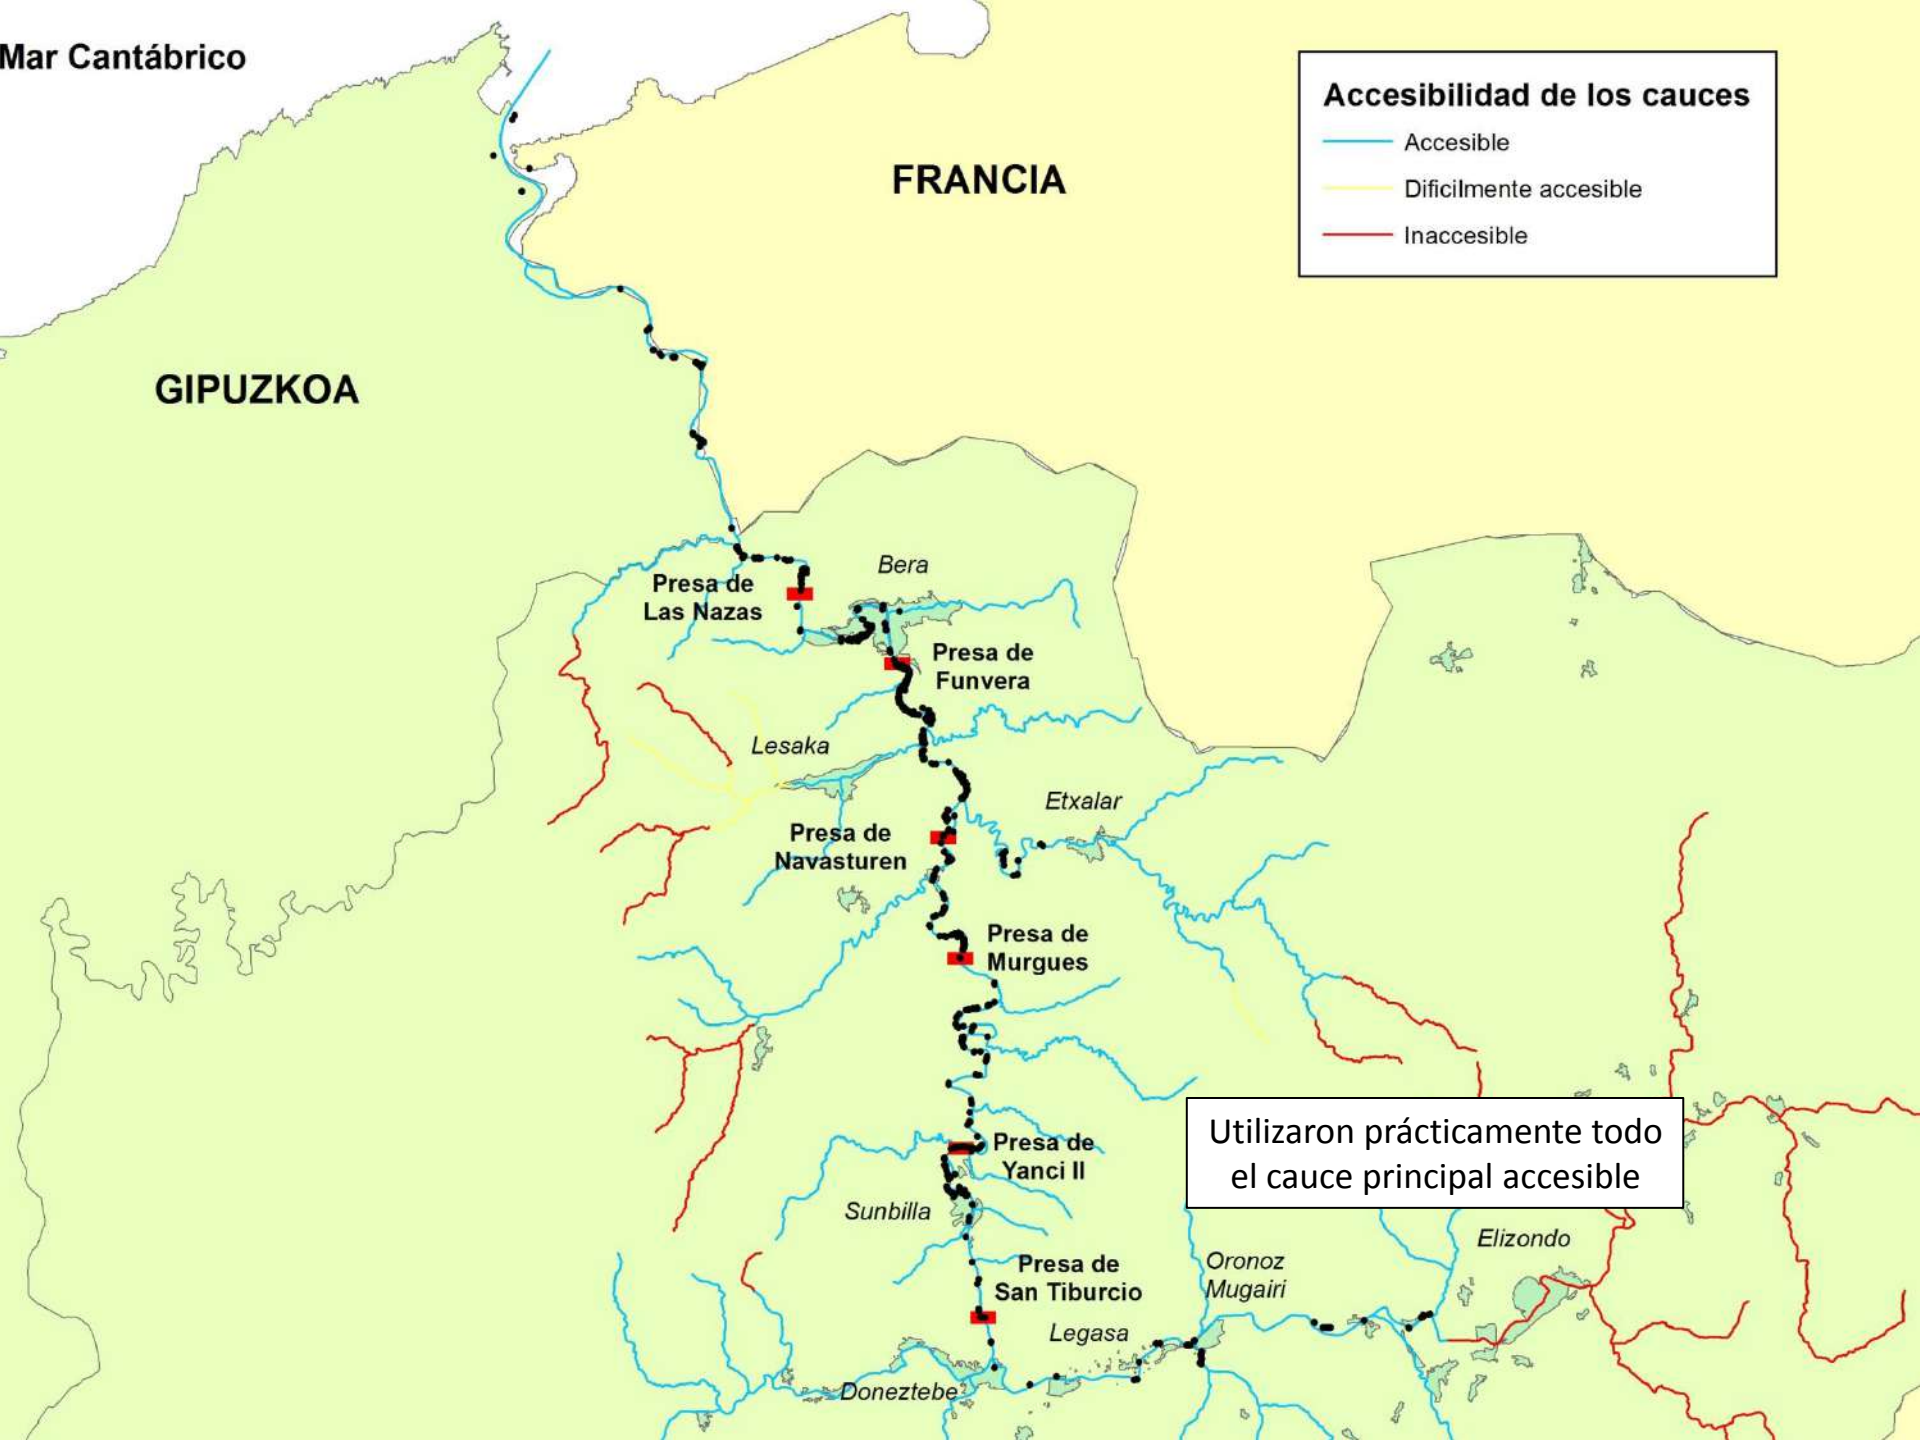 Mar Cantábrico
Accesibilidad de los cauces
Accesible
Dificilmente accesible
Inaccesible
FRANCIA
GIPUZKOA
Bera
Presa de
Las Nazas
Presa de
Funvera
Lesaka
Etxalar
Presa de
Navasturen
Presa de
Murgues
Presa de
Yanci II
Utilizaron prácticamente todo
el cauce principal accesible
Sunbilla
Elizondo
Oronoz
Mugairi
Presa de
San Tiburcio
Legasa
Doneztebe